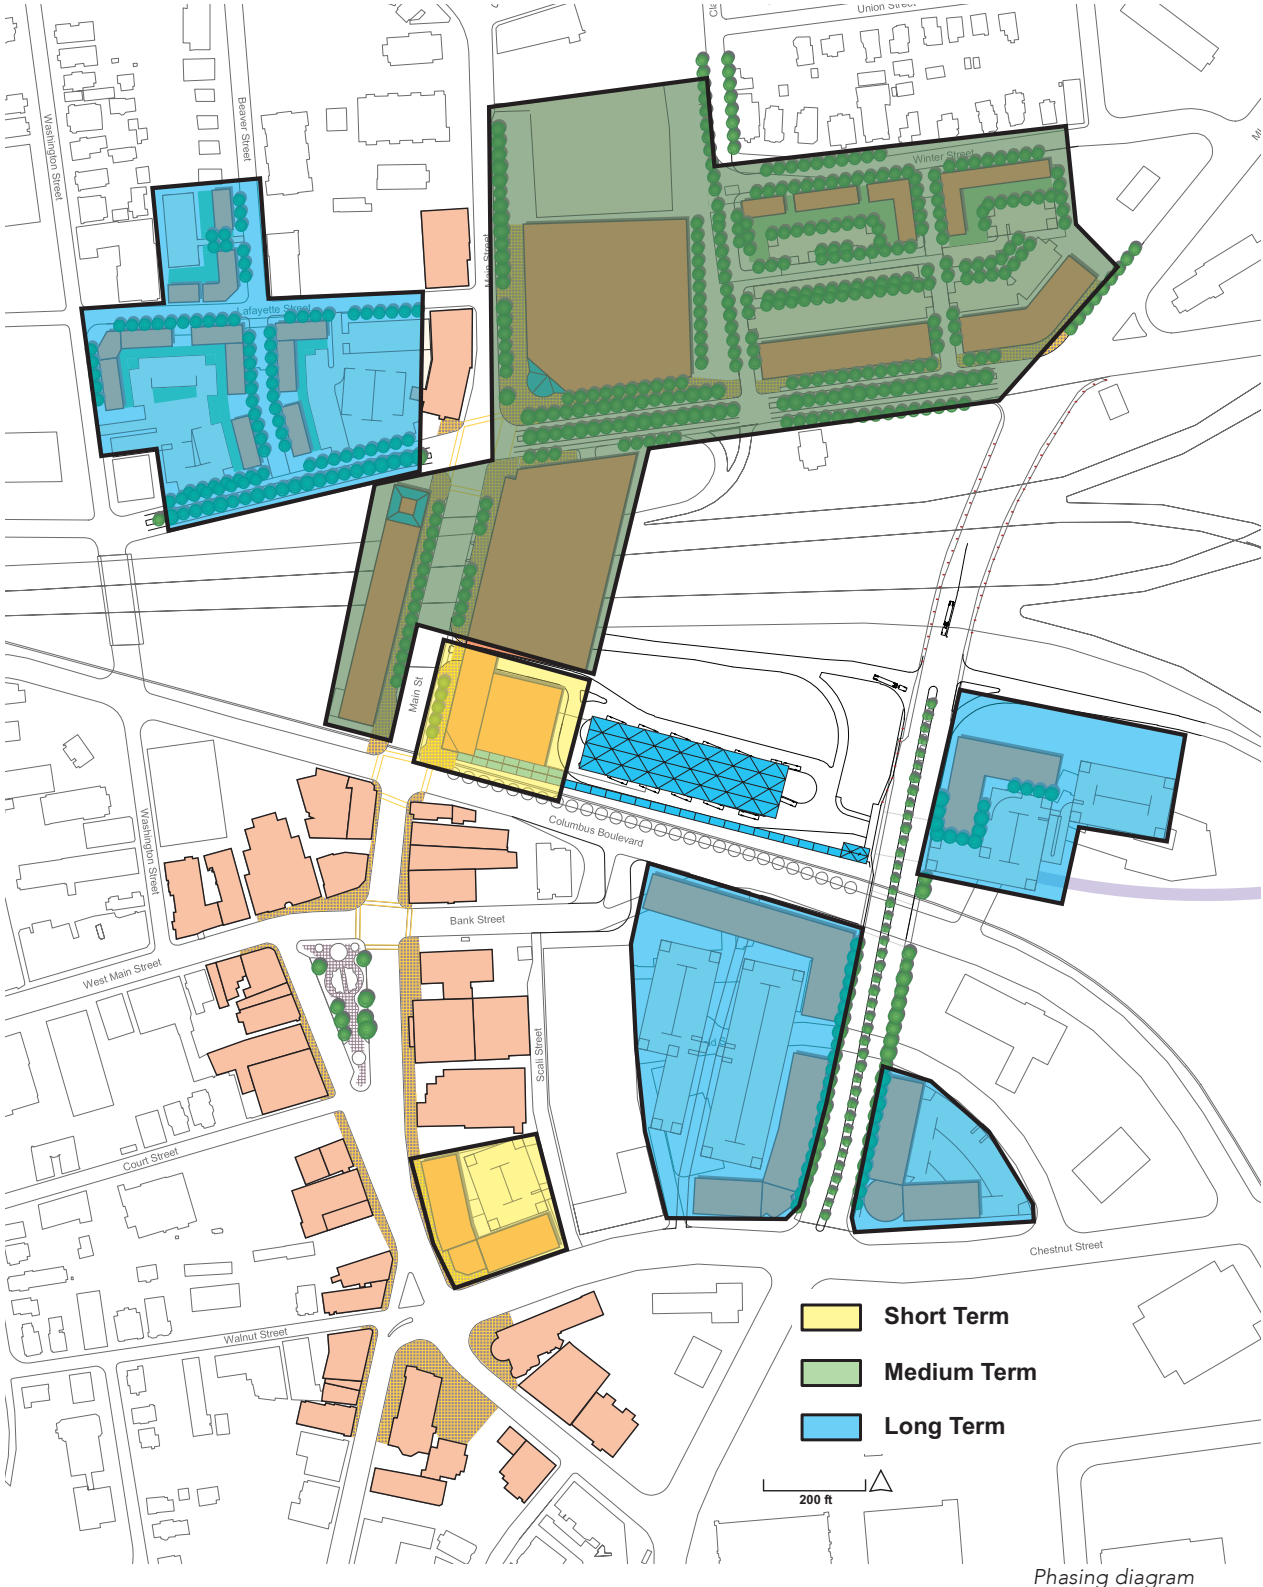 Union Street
Washington Street
Beaver Street
Winter Street
Main Street
Lafayette Street
Main St
Columbus Boulevard
Washington Street
Bank Street
West Main Street
Scali Street
Court Street
Chestnut Street
Walnut Street
Short Term
Medium Term
Long Term
200 ft
Phasing diagram